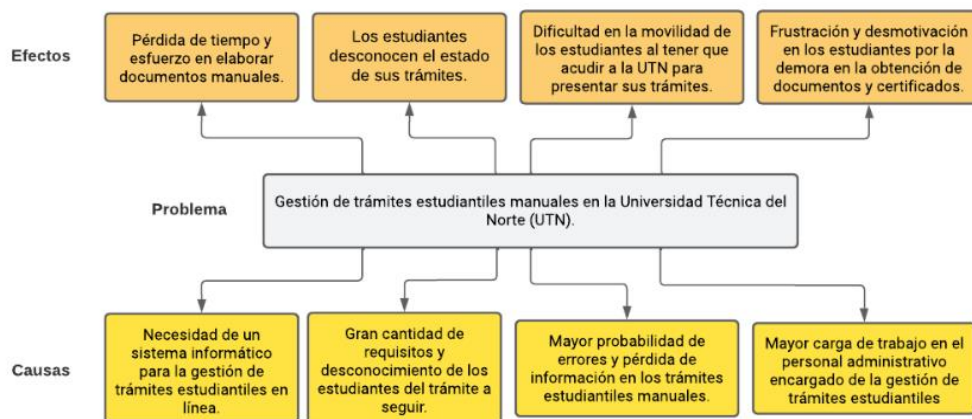 Efectos
Pérdida de tiempo y
esfuerzo en elaborar
documentos manuales.
Los estudiantes
desconocen el estado
de sus trámites.
Dificultad en la movilidad
de los estudiantes al tener
que acudir a la UTN para
presentar sus trámites.
Frustración y desmotivación
en los estudiantes por la
demora en la obtención de
documentos y certificados.
Problema
Gestión de trámites estudiantiles manuales en la Universidad Técnica del
Norte (UTN).
Causas
Necesidad de un
sistema informático
para la gestión de
trámites estudiantiles en
línea.
Gran cantidad de
requisitos y
desconocimiento de los
estudiantes del trámite a
seguir.
Mayor probabilidad de
errores y pérdida de
información en los trámites
estudiantiles manuales.
Mayor carga de trabajo en el
personal administrativo
encargado de la gestión de
trámites estudiantiles